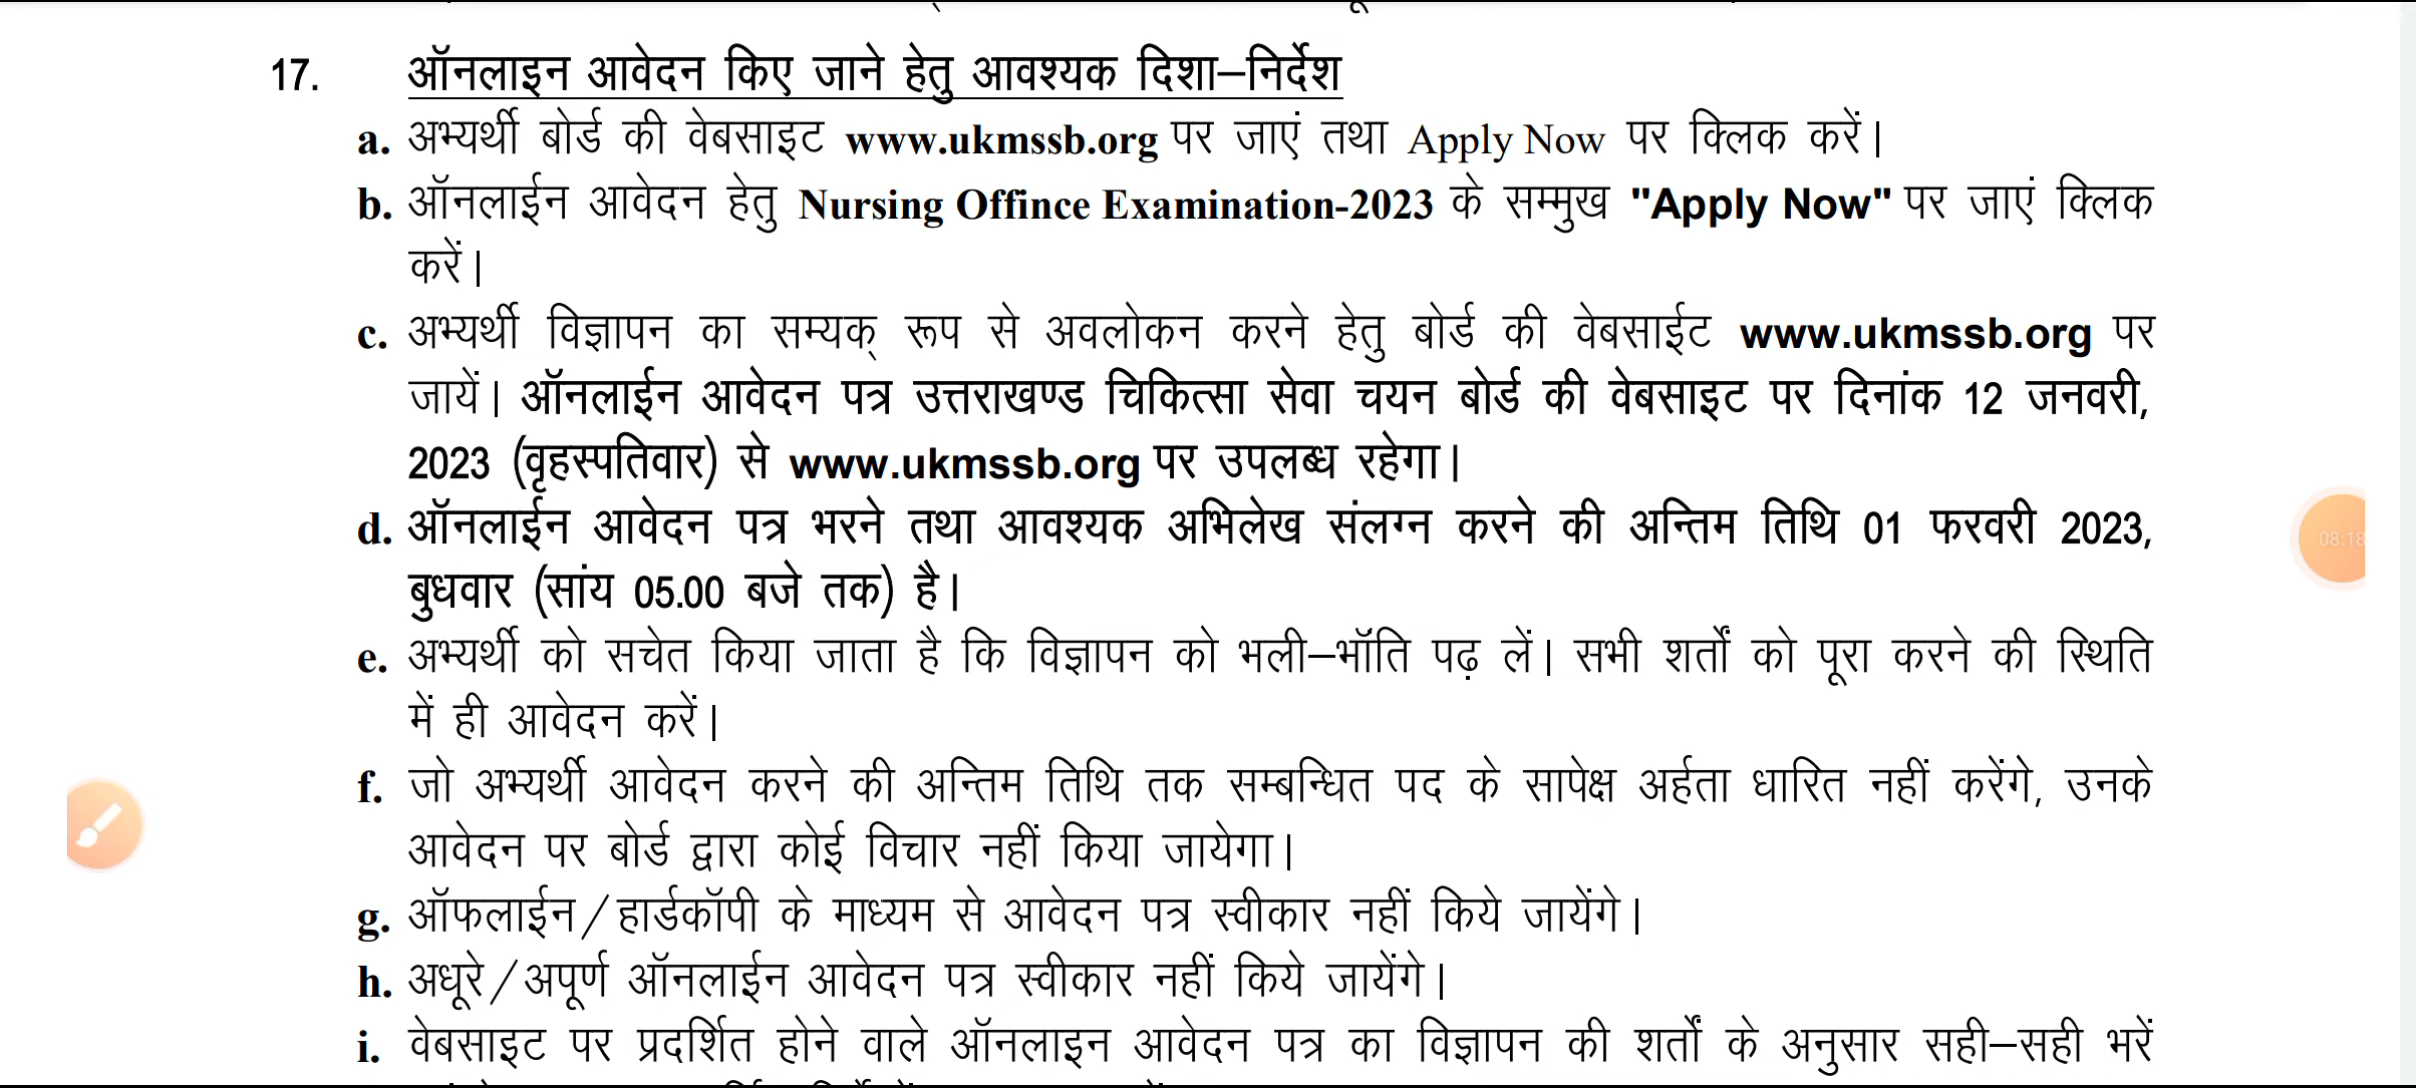 17. ऑनलाइन आवेदन किए जाने हेतु आवश्यक दिशा–निर्देश
a. अभ्यर्थी बोर्ड की वेबसाइट www.ukmssb.org पर जाएं तथा Apply Now पर क्लिक करें।
b. ऑनलाईन आवेदन हेतु Nursing Offince Examination-2023 के सम्मुख "Apply Now" पर जाएं क्लिक
करें।
c. अभ्यर्थी विज्ञापन का सम्यक् रूप से अवलोकन करने हेतु बोर्ड की वेबसाईट www.ukmssb.org पर
जायें। ऑनलाईन आवेदन पत्र उत्तराखण्ड चिकित्सा सेवा चयन बोर्ड की वेबसाइट पर दिनांक 12 जनवरी,
2023 (वृहस्पतिवार) से www.ukmssb.org पर उपलब्ध रहेगा।
d. ऑनलाईन आवेदन पत्र भरने तथा आवश्यक अभिलेख संलग्न करने की अन्तिम तिथि 01 फरवरी 2023,
बुधवार (सांय 05.00 बजे तक) है।
08:18
e. अभ्यर्थी को सचेत किया जाता है कि विज्ञापन को भली–भॉति पढ़ लें। सभी शर्तों को पूरा करने की स्थिति
में ही आवेदन करें।
f. जो अभ्यर्थी आवेदन करने की अन्तिम तिथि तक सम्बन्धित पद के सापेक्ष अर्हता धारित नहीं करेंगे, उनके
आवेदन पर बोर्ड द्वारा कोई विचार नहीं किया जायेगा।
g. ऑफलाईन/हार्डकॉपी के माध्यम से आवेदन पत्र स्वीकार नहीं किये जायेंगे।
h. अधूरे/अपूर्ण ऑनलाईन आवेदन पत्र स्वीकार नहीं किये जायेंगे।
i. वेबसाइट पर प्रदर्शित होने वाले ऑनलाइन आवेदन पत्र का विज्ञापन की शर्तों के अनुसार सही–सही भरें